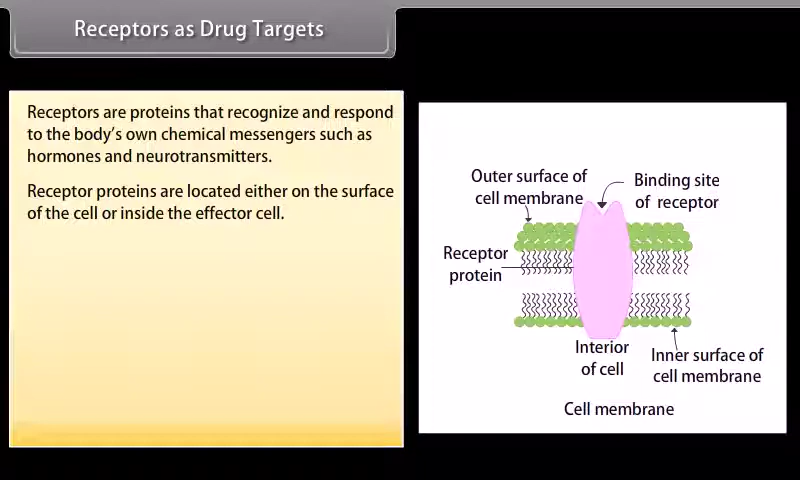 Receptors as Drug Targets
Receptors are proteins that recognize and respond
to the body's own chemical messengers such as
hormones and neurotransmitters.
Receptor proteins are located either on the surface
of the cell or inside the effector cell.
Outer surface of
cell membrane
Binding site
of receptor
Receptor
protein
Interior
of cell
Inner surface of
cell membrane
Cell membrane